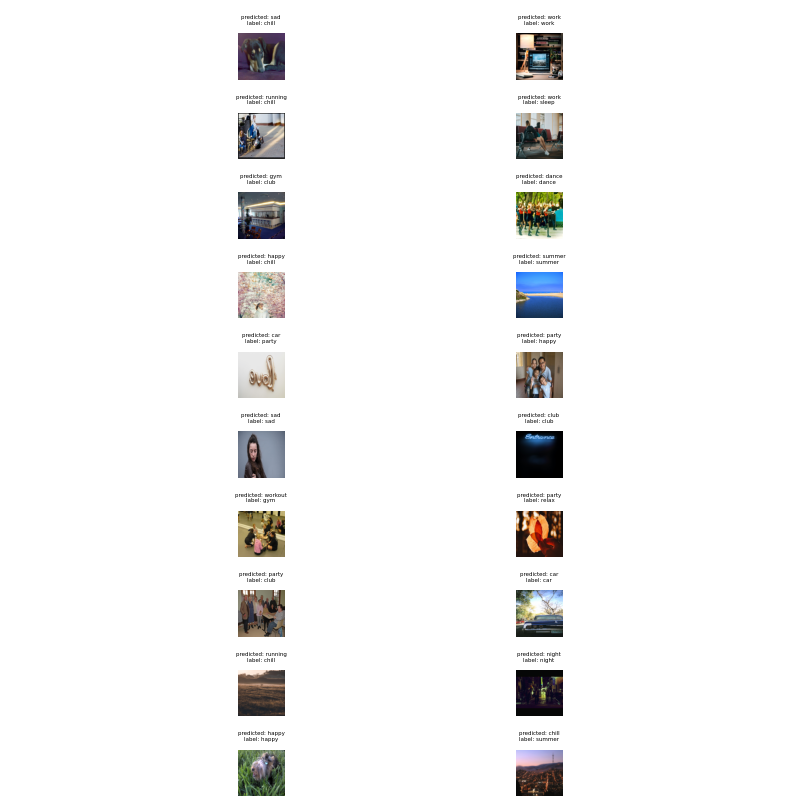 predicted: sad
label: chill
predicted: work
label: work
predicted: running
label: chill
predicted: work
label: sleep
predicted: gym
label: club
predicted: dance
label: dance
predicted: happy
label: chill
predicted: summer
label: summer
predicted: car
label: party
predicted: party
label: happy
love
predicted: sad
label: sad
predicted: club
label: club
Entrance
predicted: workout
label: gym
predicted: party
label: relax
predicted: party
label: club
predicted: car
label: car
predicted: running
label: chill
predicted: night
label: night
predicted: happy
label: happy
predicted: chill
label: summer